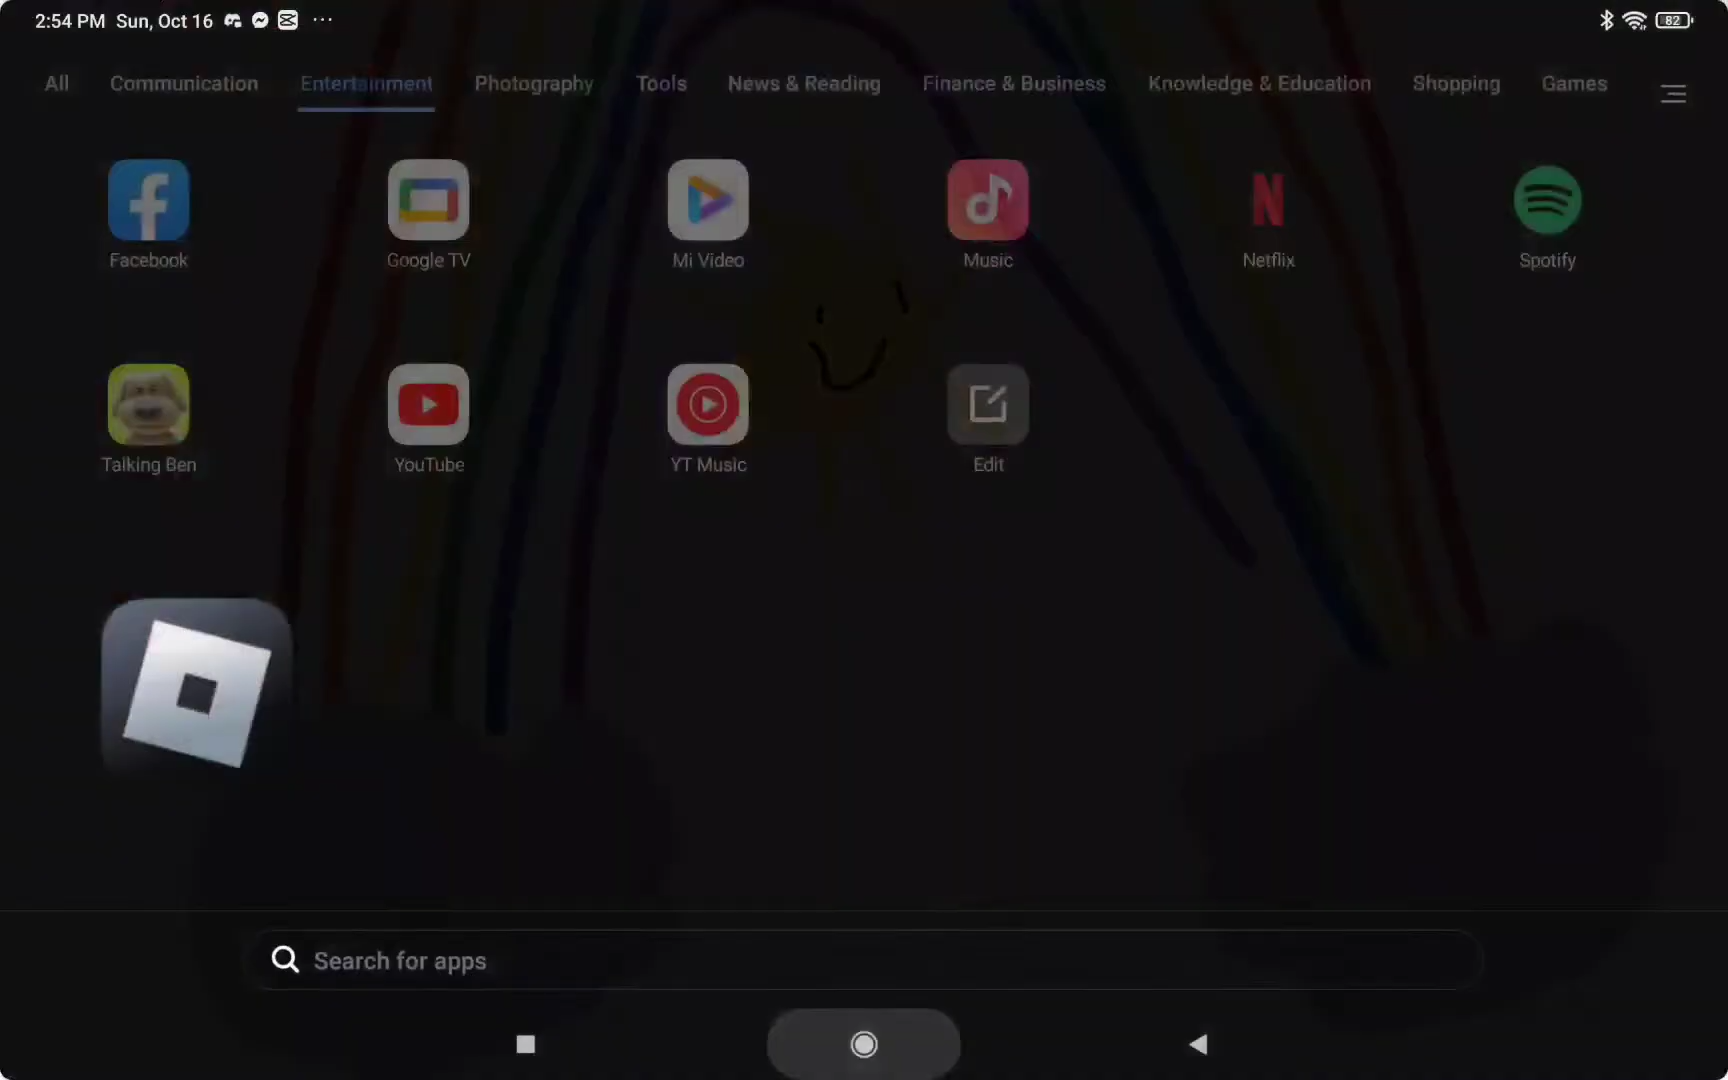 2:54 PM Sun, Oct 16 82
All Communication Entertainment Photography Tools News & Reading Finance & Business Knowledge & Education Shopping Games
Facebook Google TV Mi Video Music Netflix Spotify
Talking Ben YouTube YT Music Edit
Search for apps